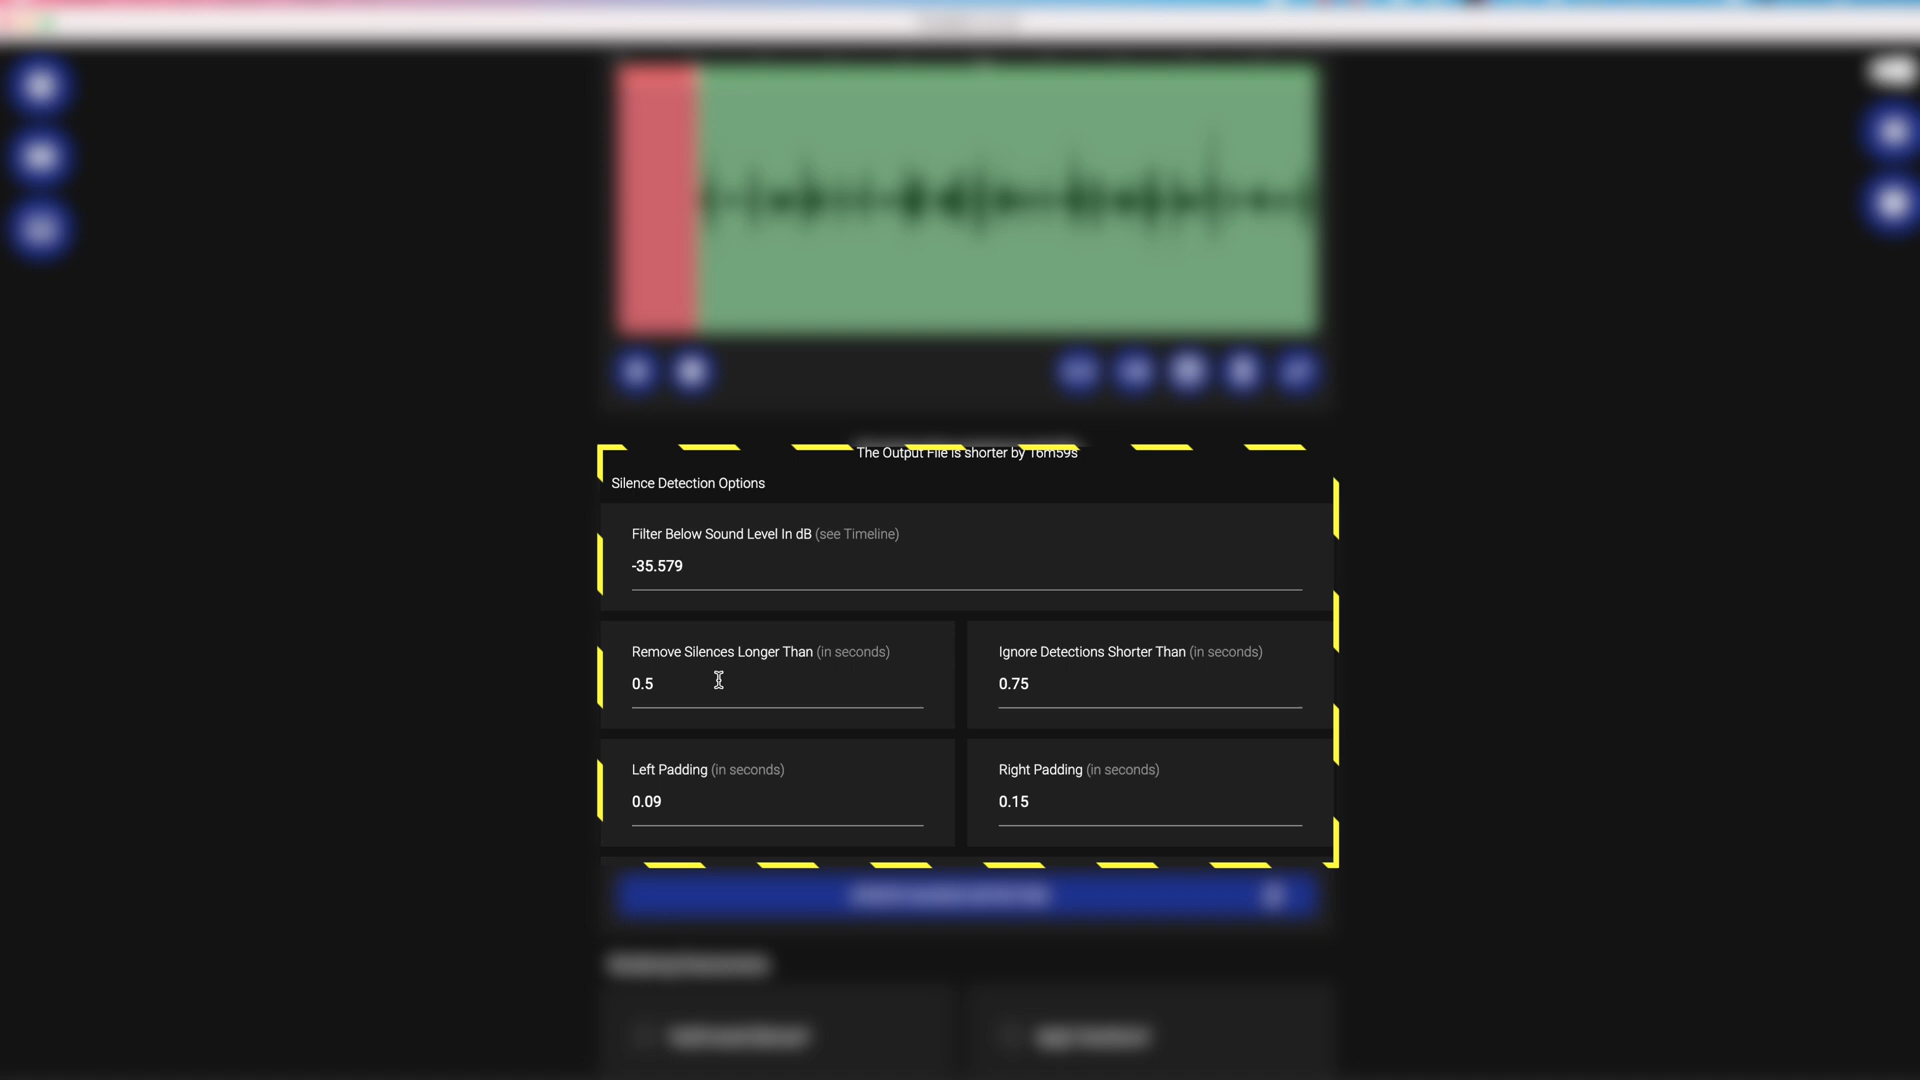 The Output File is shorter by 16m59s
Silence Detection Options
Filter Below Sound Level In dB (see Timeline)
-35.579
Remove Silences Longer Than (in seconds)
0.5
Ignore Detections Shorter Than (in seconds)
0.75
Left Padding (in seconds)
0.09
Right Padding (in seconds)
0.15